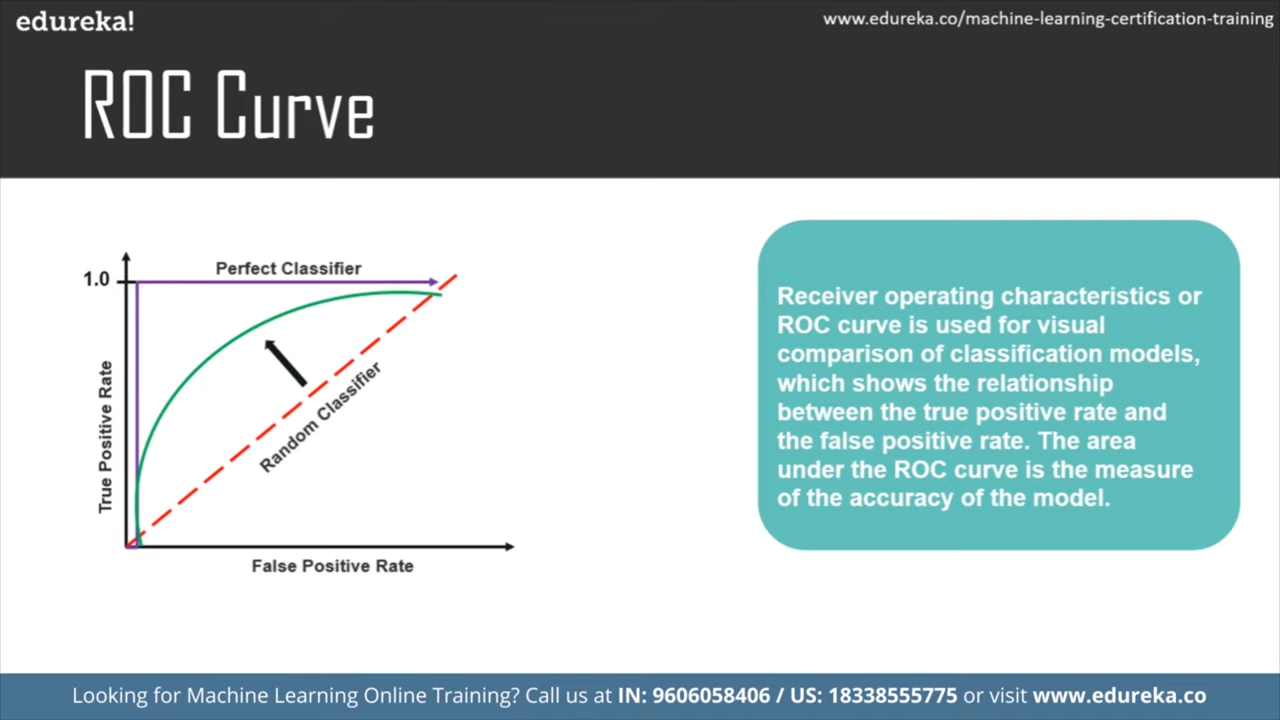 edureka!
www.edureka.co/machine-learning-certification-training
ROC Curve
1.0
Perfect Classifier
True Positive Rate
Random Classifier
False Positive Rate
Receiver operating characteristics or
ROC curve is used for visual
comparison of classification models,
which shows the relationship
between the true positive rate and
the false positive rate. The area
under the ROC curve is the measure
of the accuracy of the model.
Looking for Machine Learning Online Training? Call us at IN: 9606058406 / US: 18338555775 or visit www.edureka.co